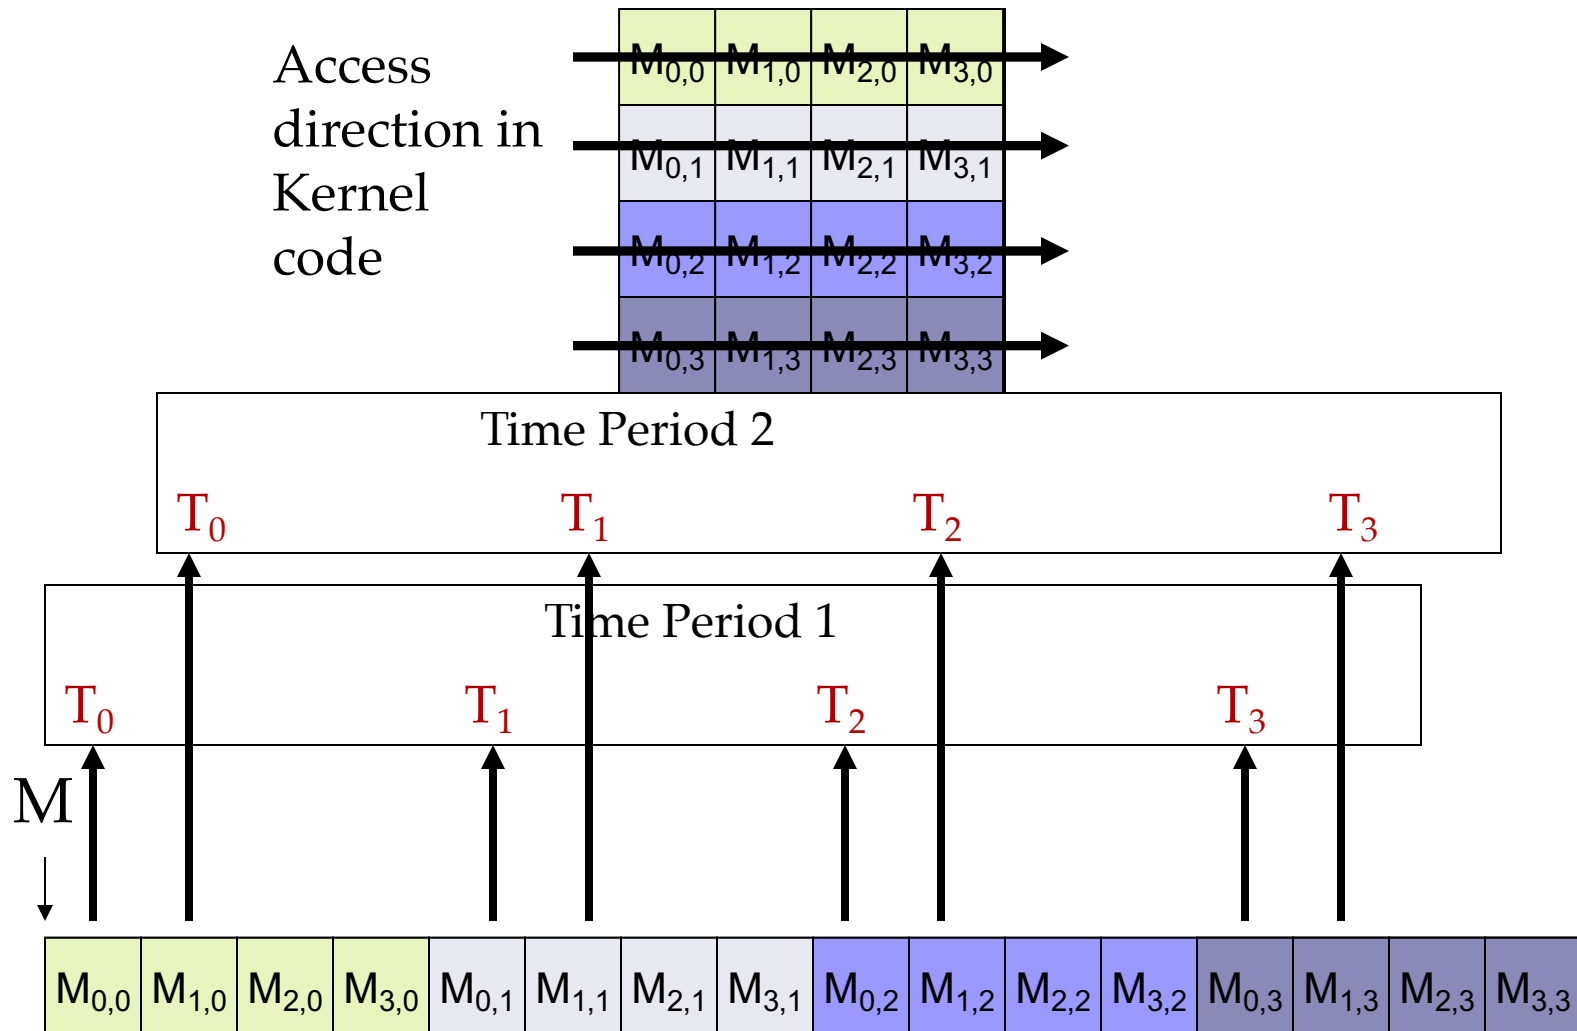 Access
direction in
Kernel
code
M0,0 M1,0 M2,0 M3,0
M0,1 M1,1 M2,1 M3,1
M0,2 M1,2 M2,2 M3,2
M0,3 M1,3 M2,3 M3,3
Time Period 2
T0 T1 T2 T3
Time Period 1
T0 T1 T2 T3
M
M0,0 M1,0 M2,0 M3,0 M0,1 M1,1 M2,1 M3,1 M0,2 M1,2 M2,2 M3,2 M0,3 M1,3 M2,3 M3,3